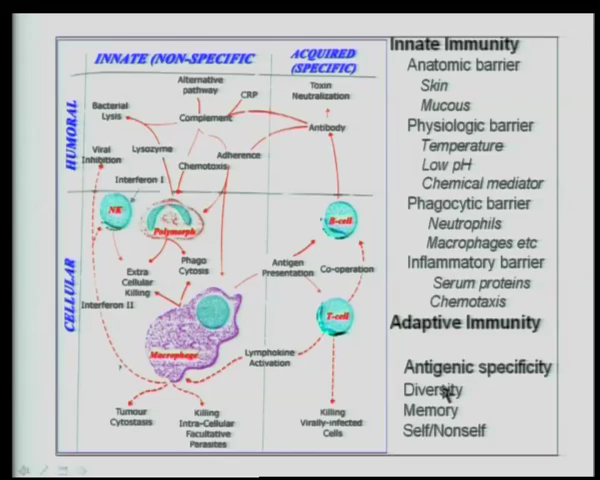 INNATE (NON-SPECIFIC
ACQUIRED
(SPECIFIC)
HUMORAL
CELLULAR
Alternative
pathway
CRP
Bacterial
Lysis
Complement
Toxin
Neutralization
Antibody
Viral
Inhibition
Lysozyme
Adherence
Chemotoxis
Interferon I
NK
Polymorph
B-cell
Extra
Cellular
Killing
Phago
Cytosis
Antigen
Presentation
Co-operation
Interferon II
T-cell
Macrophage
Lymphokine
Activation
Tumour
Cytostasis
Killing
Intra-Cellular
Facultative
Parasites
Killing
Virally-infected
Cells
Innate Immunity
Anatomic barrier
Skin
Mucous
Physiologic barrier
Temperature
Low pH
Chemical mediator
Phagocytic barrier
Neutrophils
Macrophages etc
Inflammatory barrier
Serum proteins
Chemotaxis
Adaptive Immunity
Antigenic specificity
Diversity
Memory
Self/Nonself